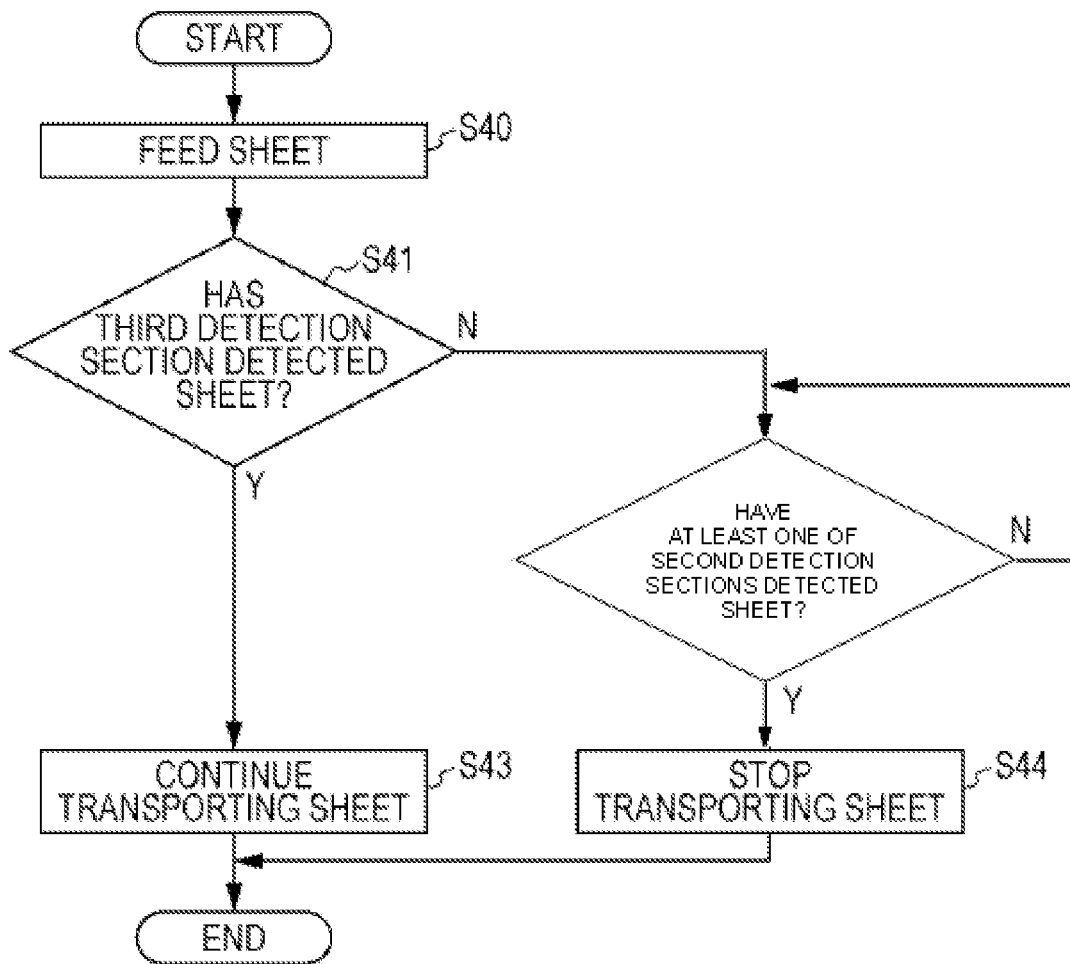 START
FEED SHEET
S40
HAS
THIRD DETECTION
SECTION DETECTED
SHEET?
S41
N
Y
HAVE
AT LEAST ONE OF
SECOND DETECTION
SECTIONS DETECTED
SHEET?
N
Y
CONTINUE
TRANSPORTING SHEET
S43
STOP
TRANSPORTING SHEET
S44
END